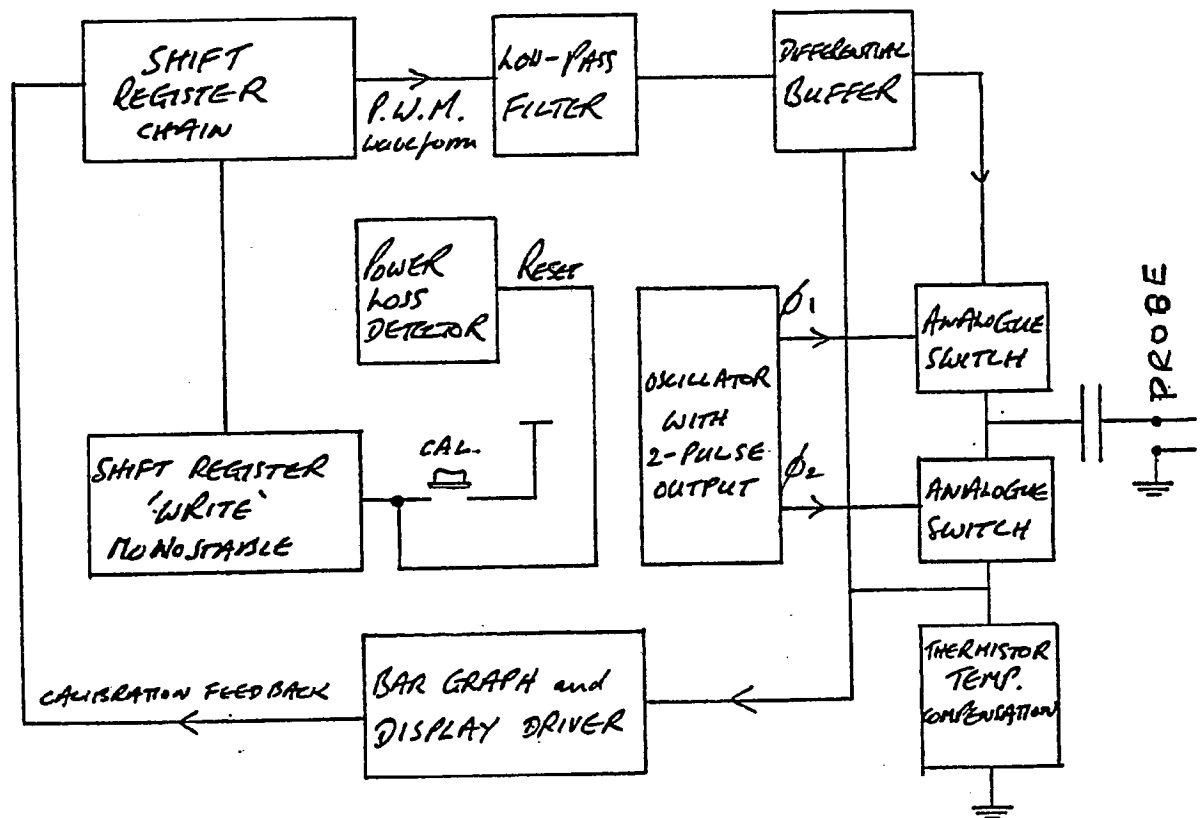 SHIFT
REGISTER
CHAIN
P.W.M.
waveform
LOW-PASS
FILTER
DIFFERENTIAL
BUFFER
POWER
LOSS
DETECTOR
RESET
OSCILLATOR
WITH
2-PULSE
OUTPUT
φ1
φ2
ANALOGUE
SWITCH
PROBE
SHIFT REGISTER
'WRITE'
MONOSTABLE
CAL.
ANALOGUE
SWITCH
CALIBRATION FEEDBACK
BAR GRAPH and
DISPLAY DRIVER
THERMISTOR
TEMP.
COMPENSATION